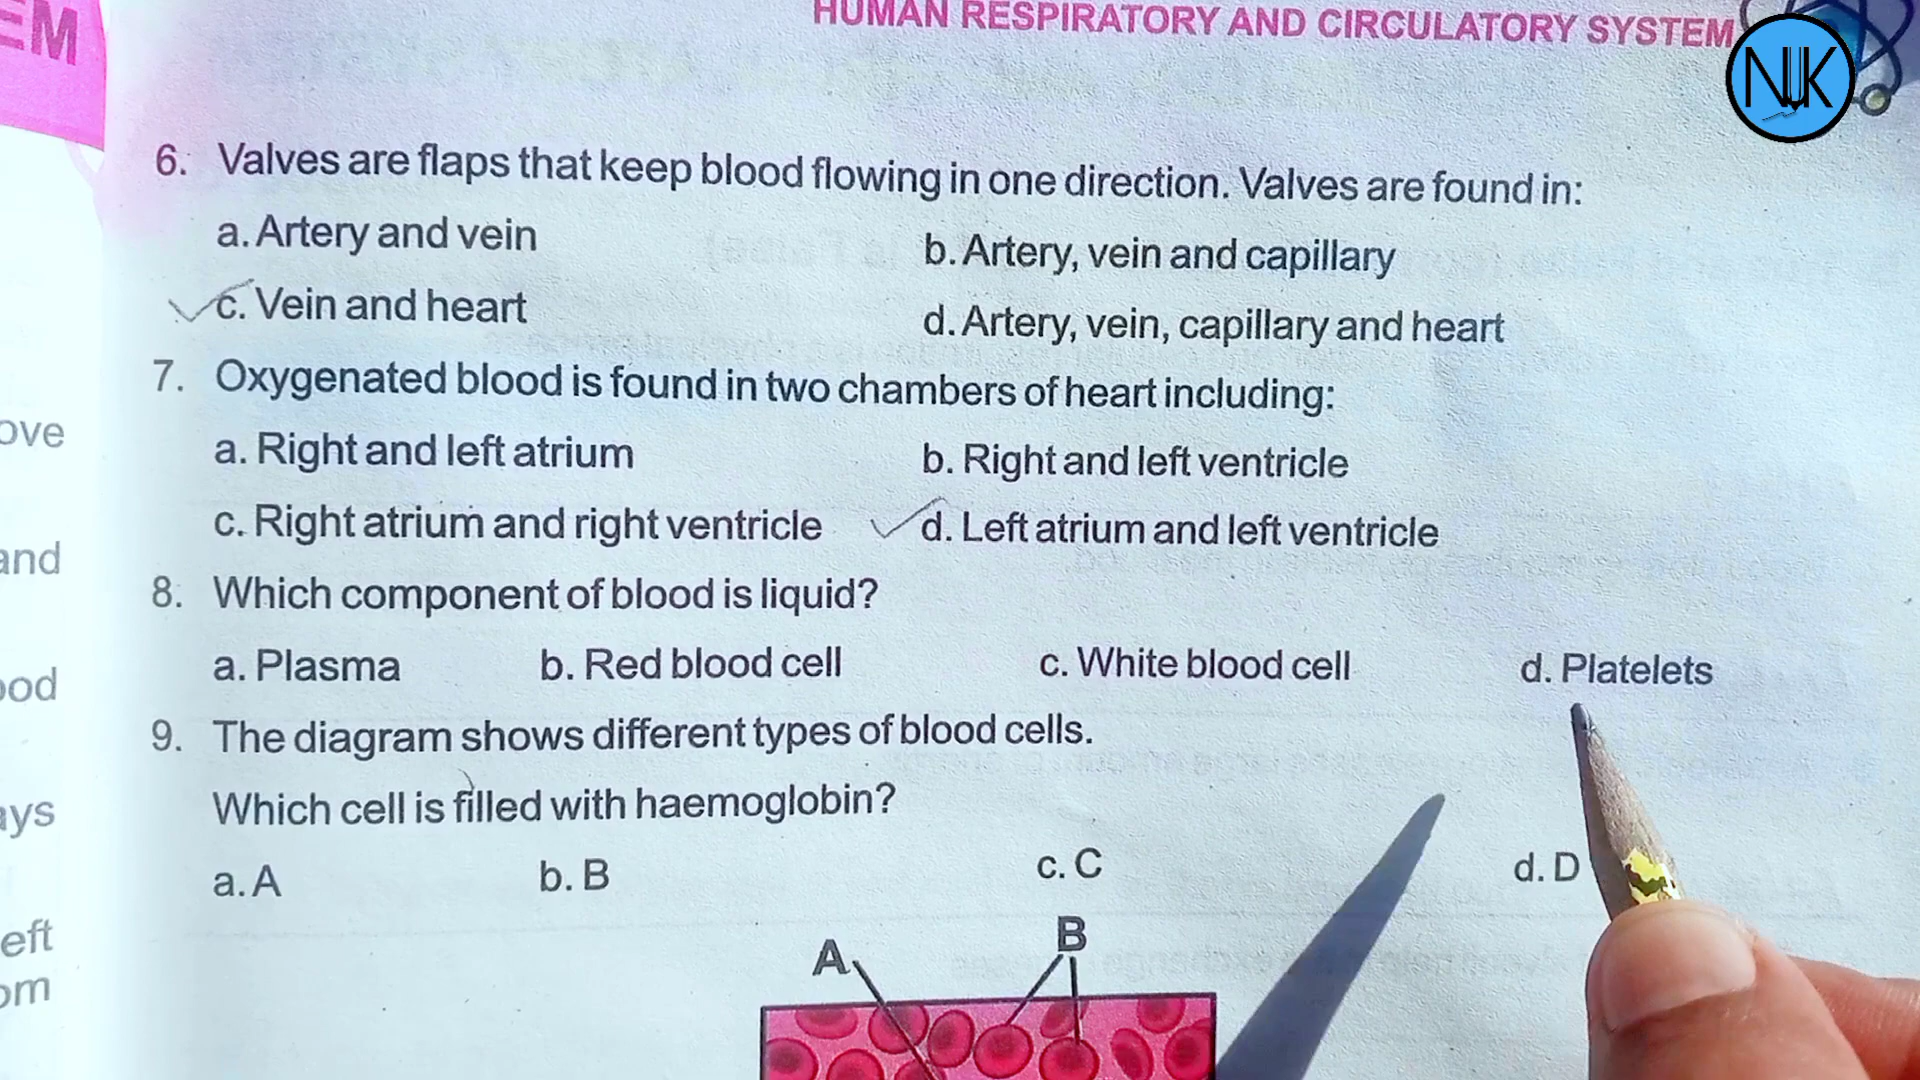 EM
HUMAN RESPIRATORY AND CIRCULATORY SYSTEM
NJK
6. Valves are flaps that keep blood flowing in one direction. Valves are found in:
a. Artery and vein
b. Artery, vein and capillary
c. Vein and heart
d. Artery, vein, capillary and heart
7. Oxygenated blood is found in two chambers of heart including:
a. Right and left atrium
b. Right and left ventricle
c. Right atrium and right ventricle
d. Left atrium and left ventricle
8. Which component of blood is liquid?
a. Plasma b. Red blood cell c. White blood cell d. Platelets
9. The diagram shows different types of blood cells.
Which cell is filled with haemoglobin?
a. A b. B c. C d. D
A B
ove
and
ood
ays
eft
om